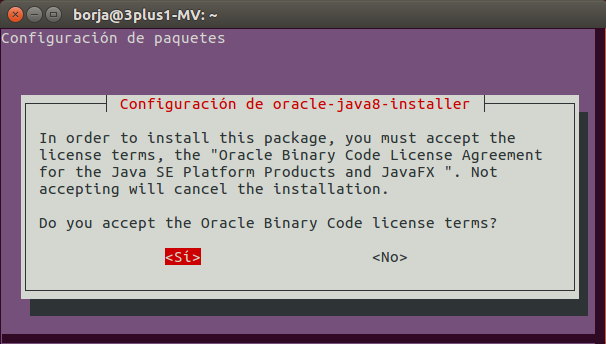 borja@3plus1-MV: ~
Configuración de paquetes
Configuración de oracle-java8-installer
In order to install this package, you must accept the
license terms, the "Oracle Binary Code License Agreement
for the Java SE Platform Products and JavaFX ". Not
accepting will cancel the installation.
Do you accept the Oracle Binary Code license terms?
<Sí> <No>